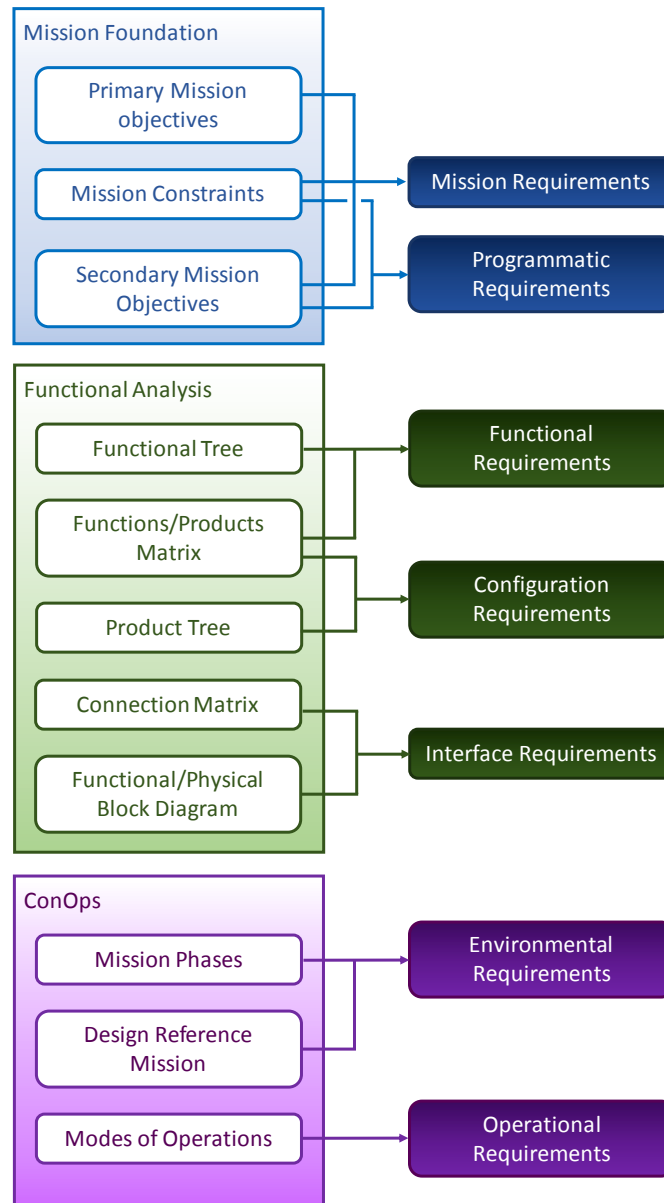 Mission Foundation
Primary Mission
objectives
Mission Constraints
Secondary Mission
Objectives
Mission Requirements
Programmatic
Requirements
Functional Analysis
Functional Tree
Functions/Products
Matrix
Product Tree
Connection Matrix
Functional/Physical
Block Diagram
Functional
Requirements
Configuration
Requirements
Interface Requirements
ConOps
Mission Phases
Design Reference
Mission
Modes of Operations
Environmental
Requirements
Operational
Requirements